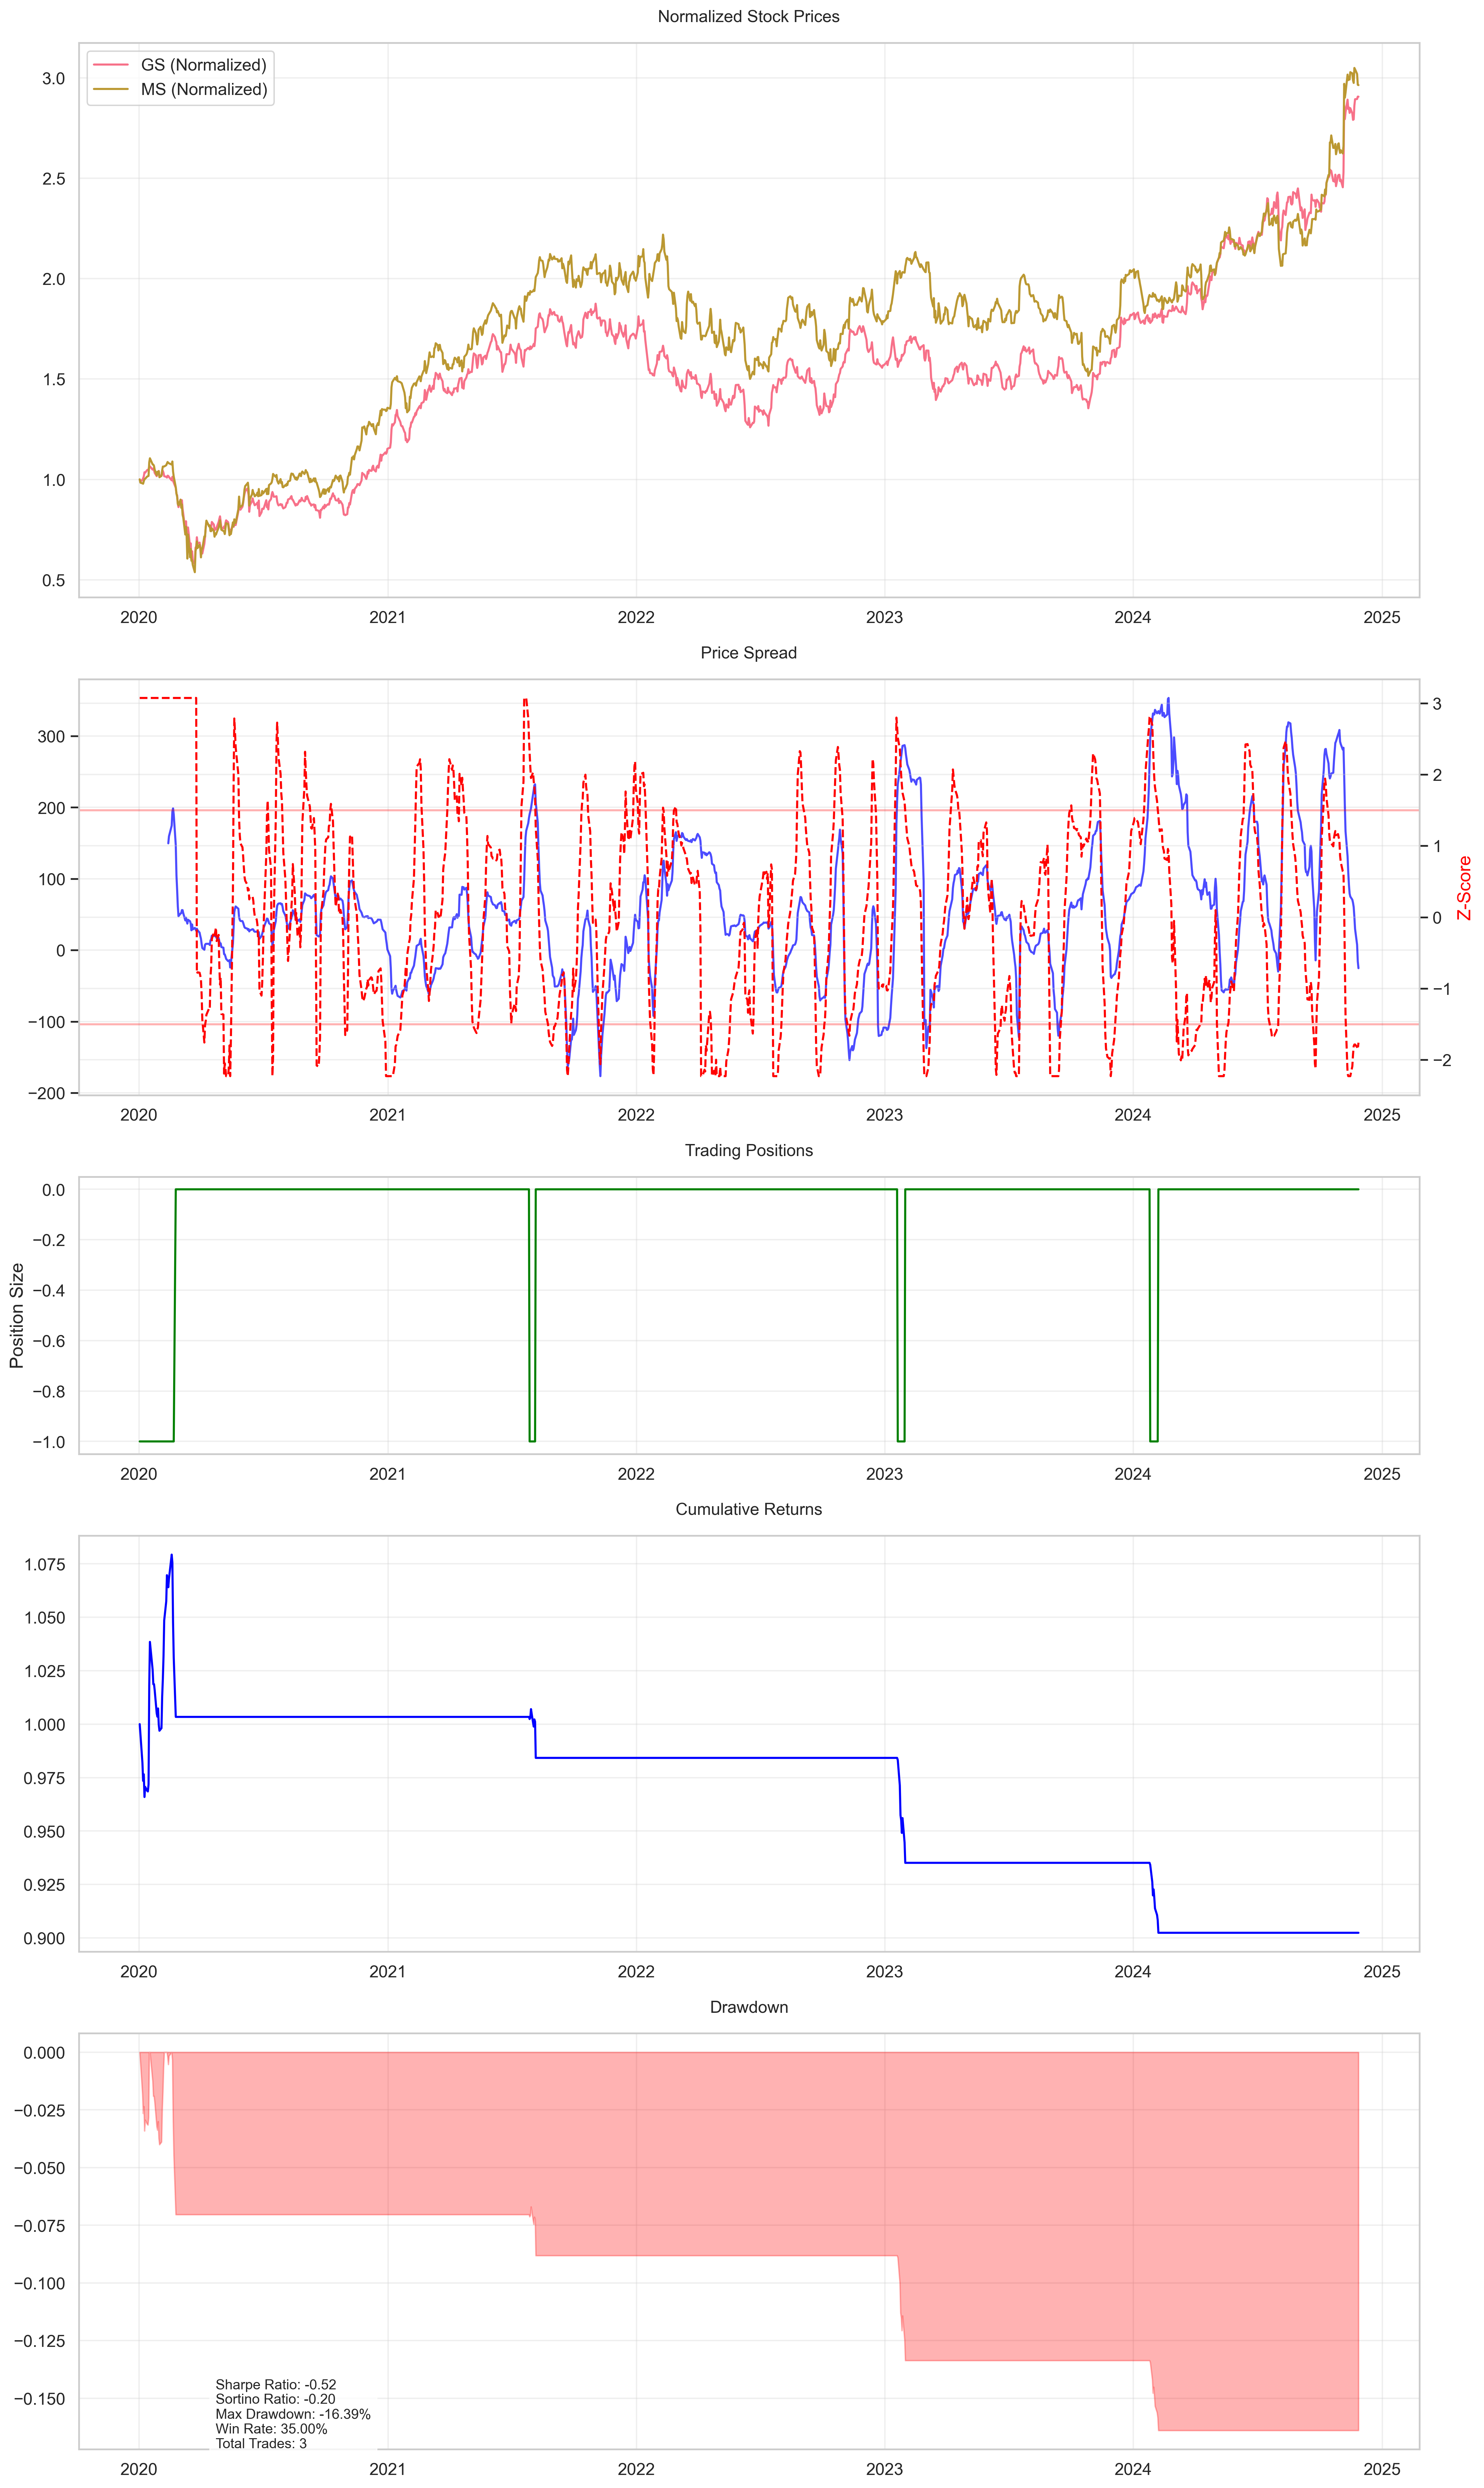 Normalized Stock Prices
GS (Normalized)
MS (Normalized)
3.0
2.5
2.0
1.5
1.0
0.5
2020 2021 2022 2023 2024 2025
Price Spread
300
200
100
0
−100
−200
3
2
1
0
−1
−2
Z-Score
2020 2021 2022 2023 2024 2025
Trading Positions
Position Size
0.0
−0.2
−0.4
−0.6
−0.8
−1.0
2020 2021 2022 2023 2024 2025
Cumulative Returns
1.075
1.050
1.025
1.000
0.975
0.950
0.925
0.900
2020 2021 2022 2023 2024 2025
Drawdown
0.000
−0.025
−0.050
−0.075
−0.100
−0.125
−0.150
Sharpe Ratio: -0.52
Sortino Ratio: -0.20
Max Drawdown: -16.39%
Win Rate: 35.00%
Total Trades: 3
2020 2021 2022 2023 2024 2025